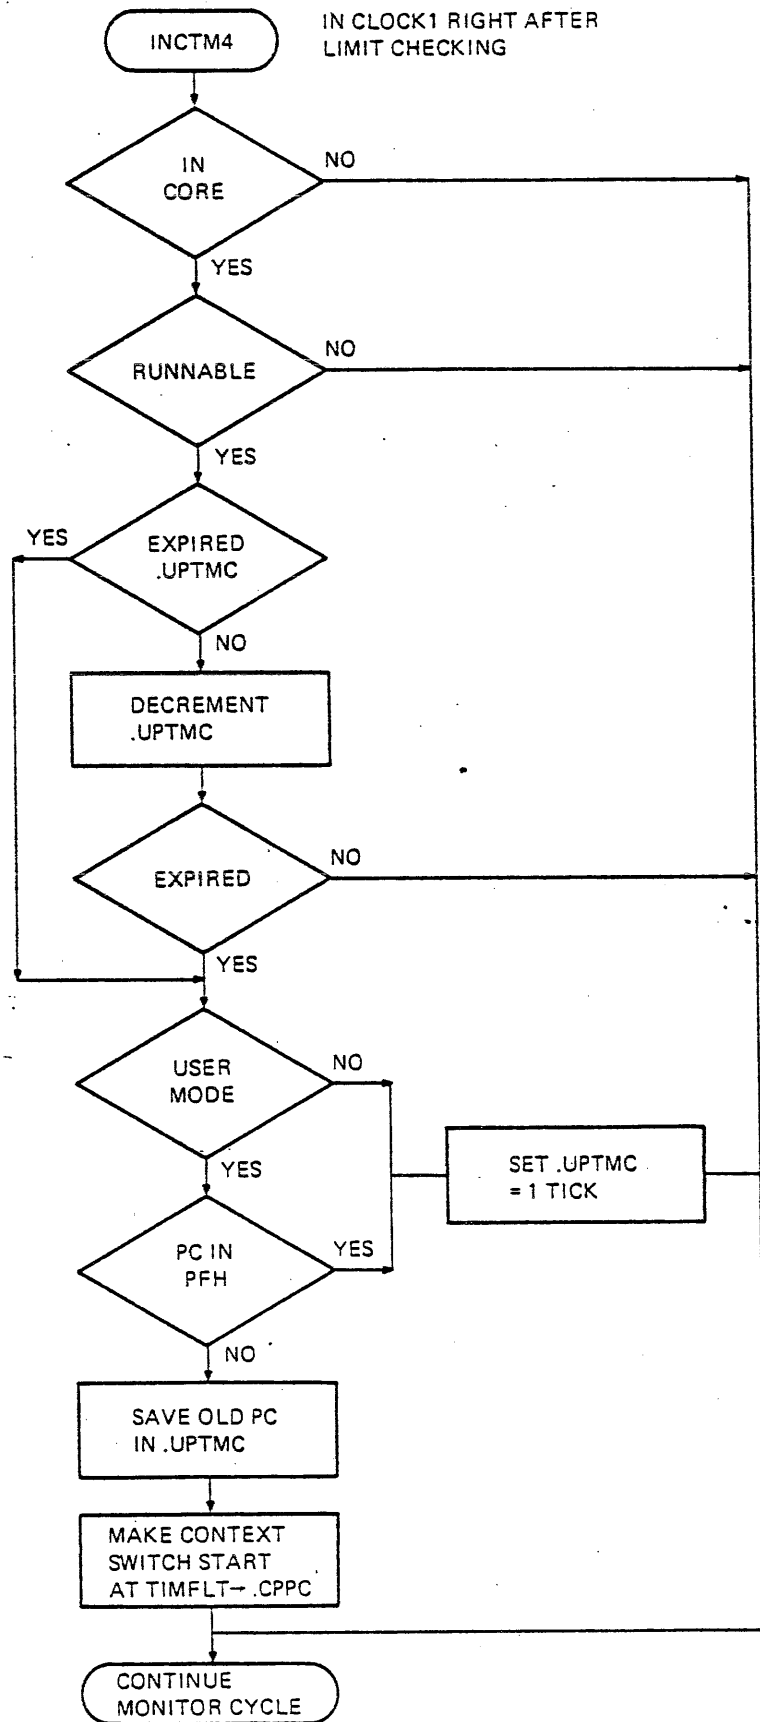 INCTM4
IN CLOCK1 RIGHT AFTER
LIMIT CHECKING
IN
CORE
NO
YES
RUNNABLE
NO
YES
EXPIRED
.UPTMC
YES
NO
DECREMENT
.UPTMC
EXPIRED
NO
YES
USER
MODE
NO
YES
SET .UPTMC
= 1 TICK
PC IN
PFH
YES
NO
SAVE OLD PC
IN .UPTMC
MAKE CONTEXT
SWITCH START
AT TIMFLT→ .CPPC
CONTINUE
MONITOR CYCLE